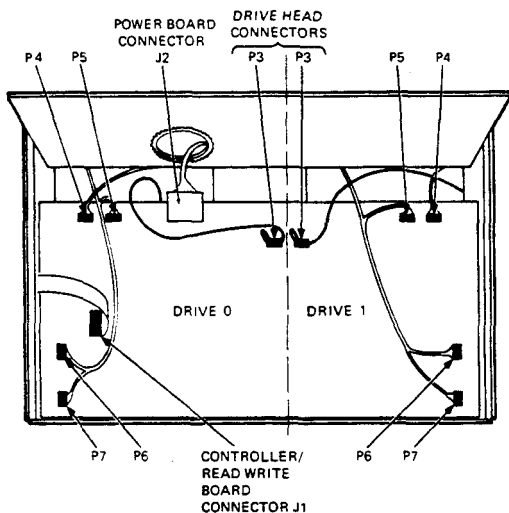 POWER BOARD
CONNECTOR
J2
DRIVE HEAD
CONNECTORS
P4
P5
P3
P3
P5
P4
DRIVE 0
DRIVE 1
P7
P6
CONTROLLER/
READ WRITE
BOARD
CONNECTOR J1
P6
P7